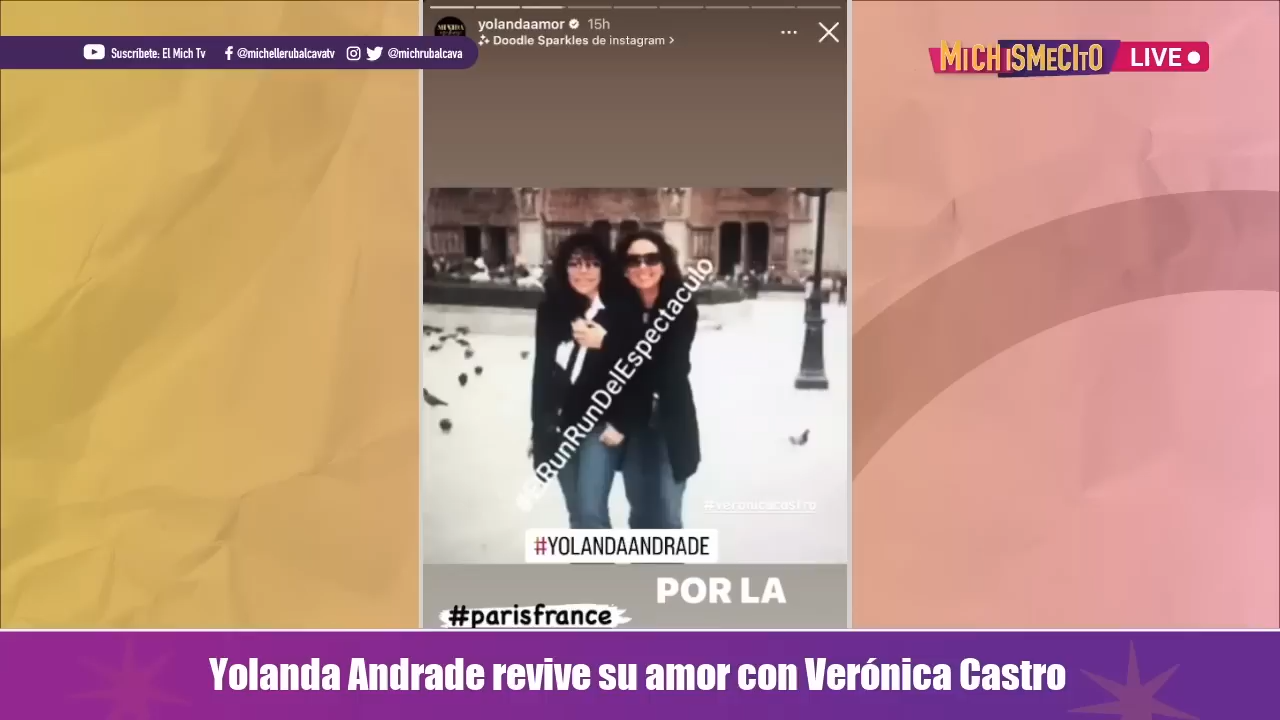 yolandaamor 15h
Doodle Sparkles de instagram >
Suscríbete: El Mich Tv @michellerubalcavatv @michrubalcava
MICHISMECITO LIVE
#ElRunRunDelEspectaculo
#veronicacastro
#YOLANDAANDRADE
POR LA
#parisfrance
Yolanda Andrade revive su amor con Verónica Castro